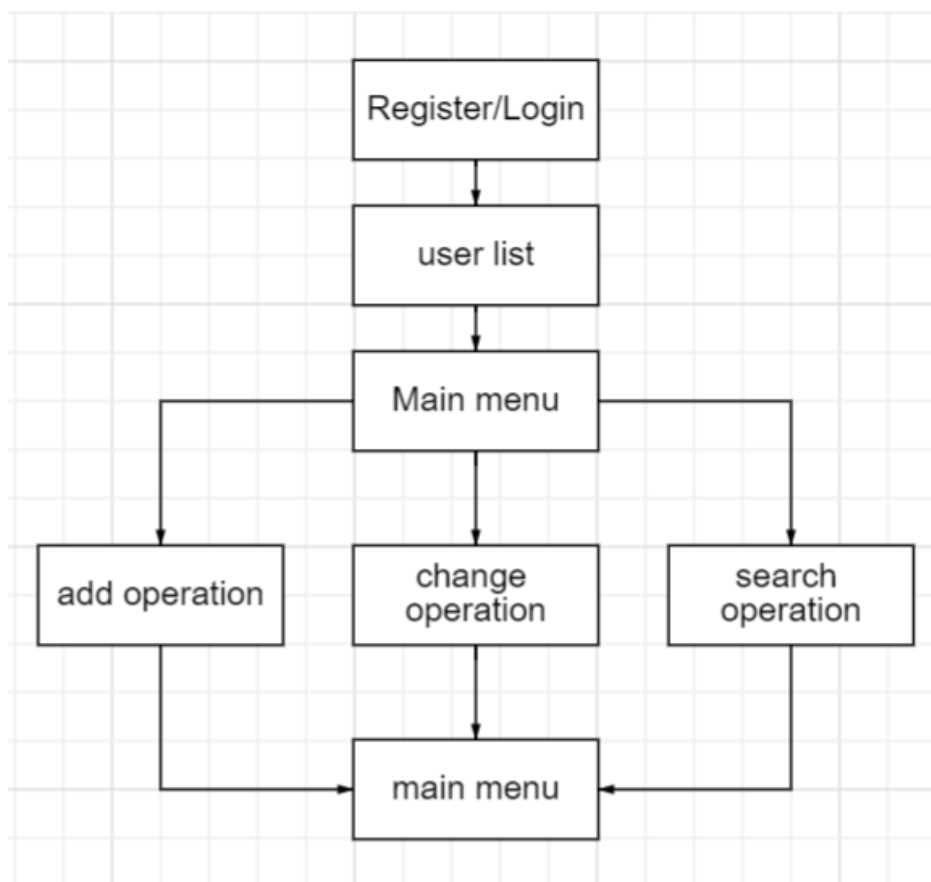 Register/Login
user list
Main menu
add operation
change
operation
search
operation
main menu